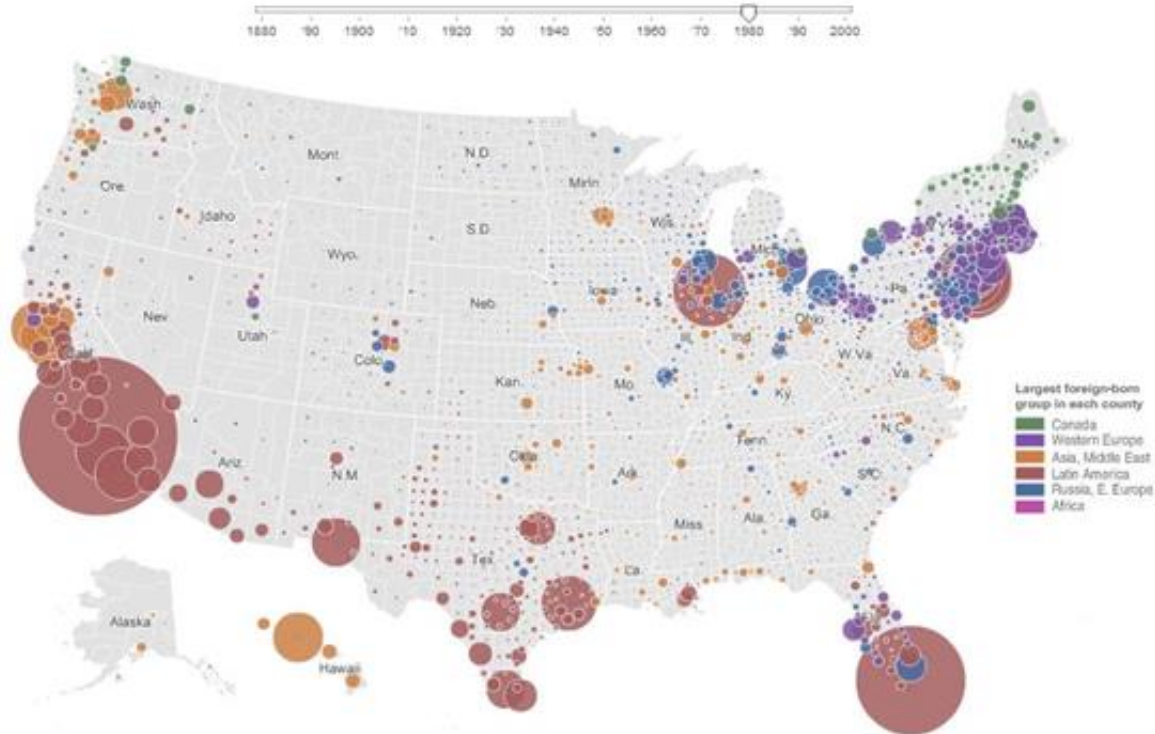 1880 '90 1900 '10 1920 '30 1940 '50 1960 '70 1980 '90 2000
Wash.
Mont.
N.D.
Minn.
Me.
Ore.
Idaho
S.D.
Wis.
Mich.
N.Y.
Wyo.
Iowa
Pa.
Nev.
Neb.
Ohio
Utah
Ill.
Ind.
Calif.
Colo.
W.Va.
Kan.
Mo.
Va.
Ky.
Largest foreign-born
group in each county
Canada
Western Europe
Asia, Middle East
Latin America
Russia, E. Europe
Africa
N.C.
Tenn.
Ariz.
N.M.
Okla.
Ark.
S.C.
Miss.
Ala.
Ga.
Tex.
La.
Alaska
Hawaii